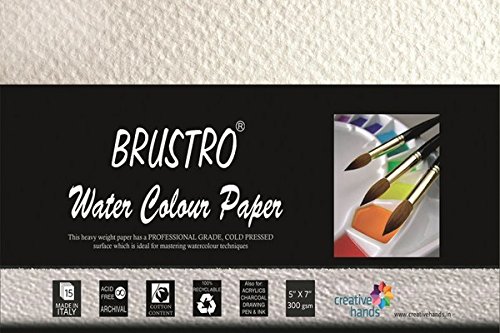 BRUSTRO®
Water Colour Paper
This heavy weight paper has a PROFESSIONAL GRADE, COLD PRESSED
surface which is ideal for mastering watercolour techniques
15
MADE IN
ITALY
ACID
FREE
ARCHIVAL
COTTON
CONTENT
100%
RECYCLABLE
Also for:
ACRYLICS
CHARCOAL
DRAWING
PEN & INK
5" X 7"
300 gsm
creative
hands
www.creativehands.in